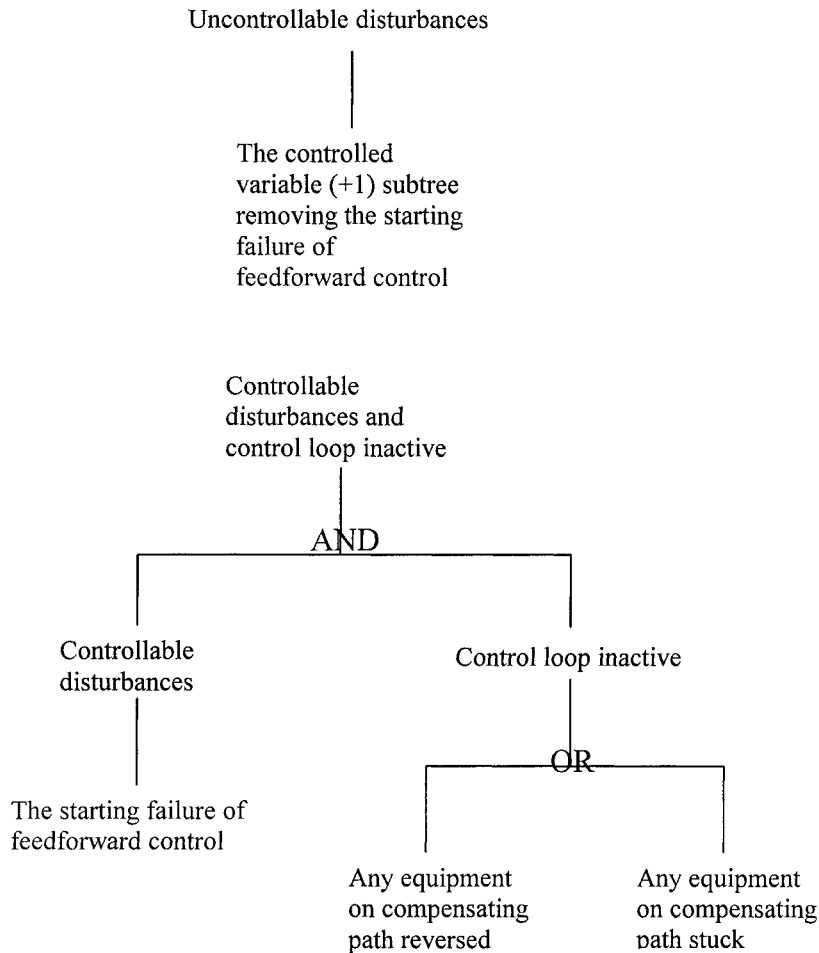 Uncontrollable disturbances
The controlled
variable (+1) subtree
removing the starting
failure of
feedforward control
Controllable
disturbances and
control loop inactive
AND
Controllable
disturbances
Control loop inactive
OR
The starting failure of
feedforward control
Any equipment
on compensating
path reversed
Any equipment
on compensating
path stuck